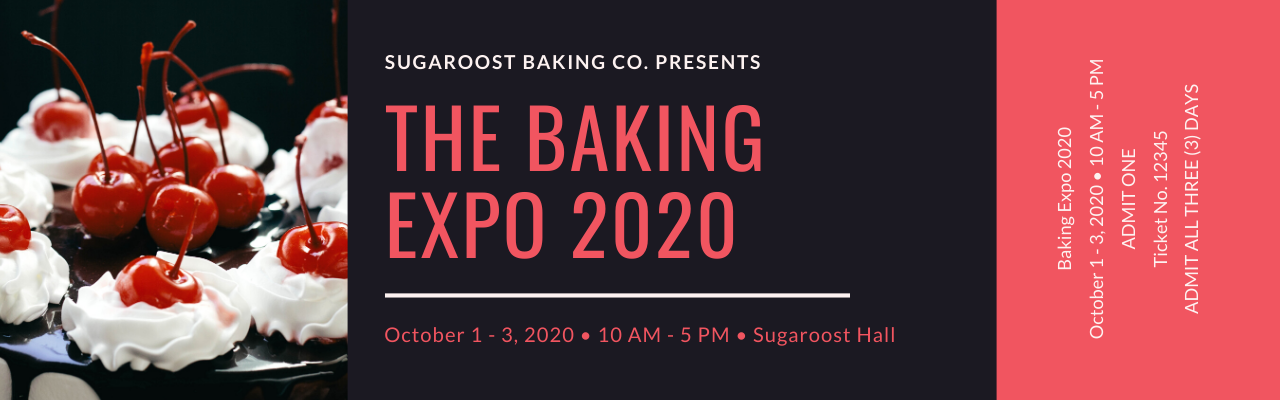 SUGAROOST BAKING CO. PRESENTS
THE BAKING
EXPO 2020
October 1 - 3, 2020 • 10 AM - 5 PM • Sugaroost Hall
Baking Expo 2020
October 1 - 3, 2020 • 10 AM - 5 PM
ADMIT ONE
Ticket No. 12345
ADMIT ALL THREE (3) DAYS